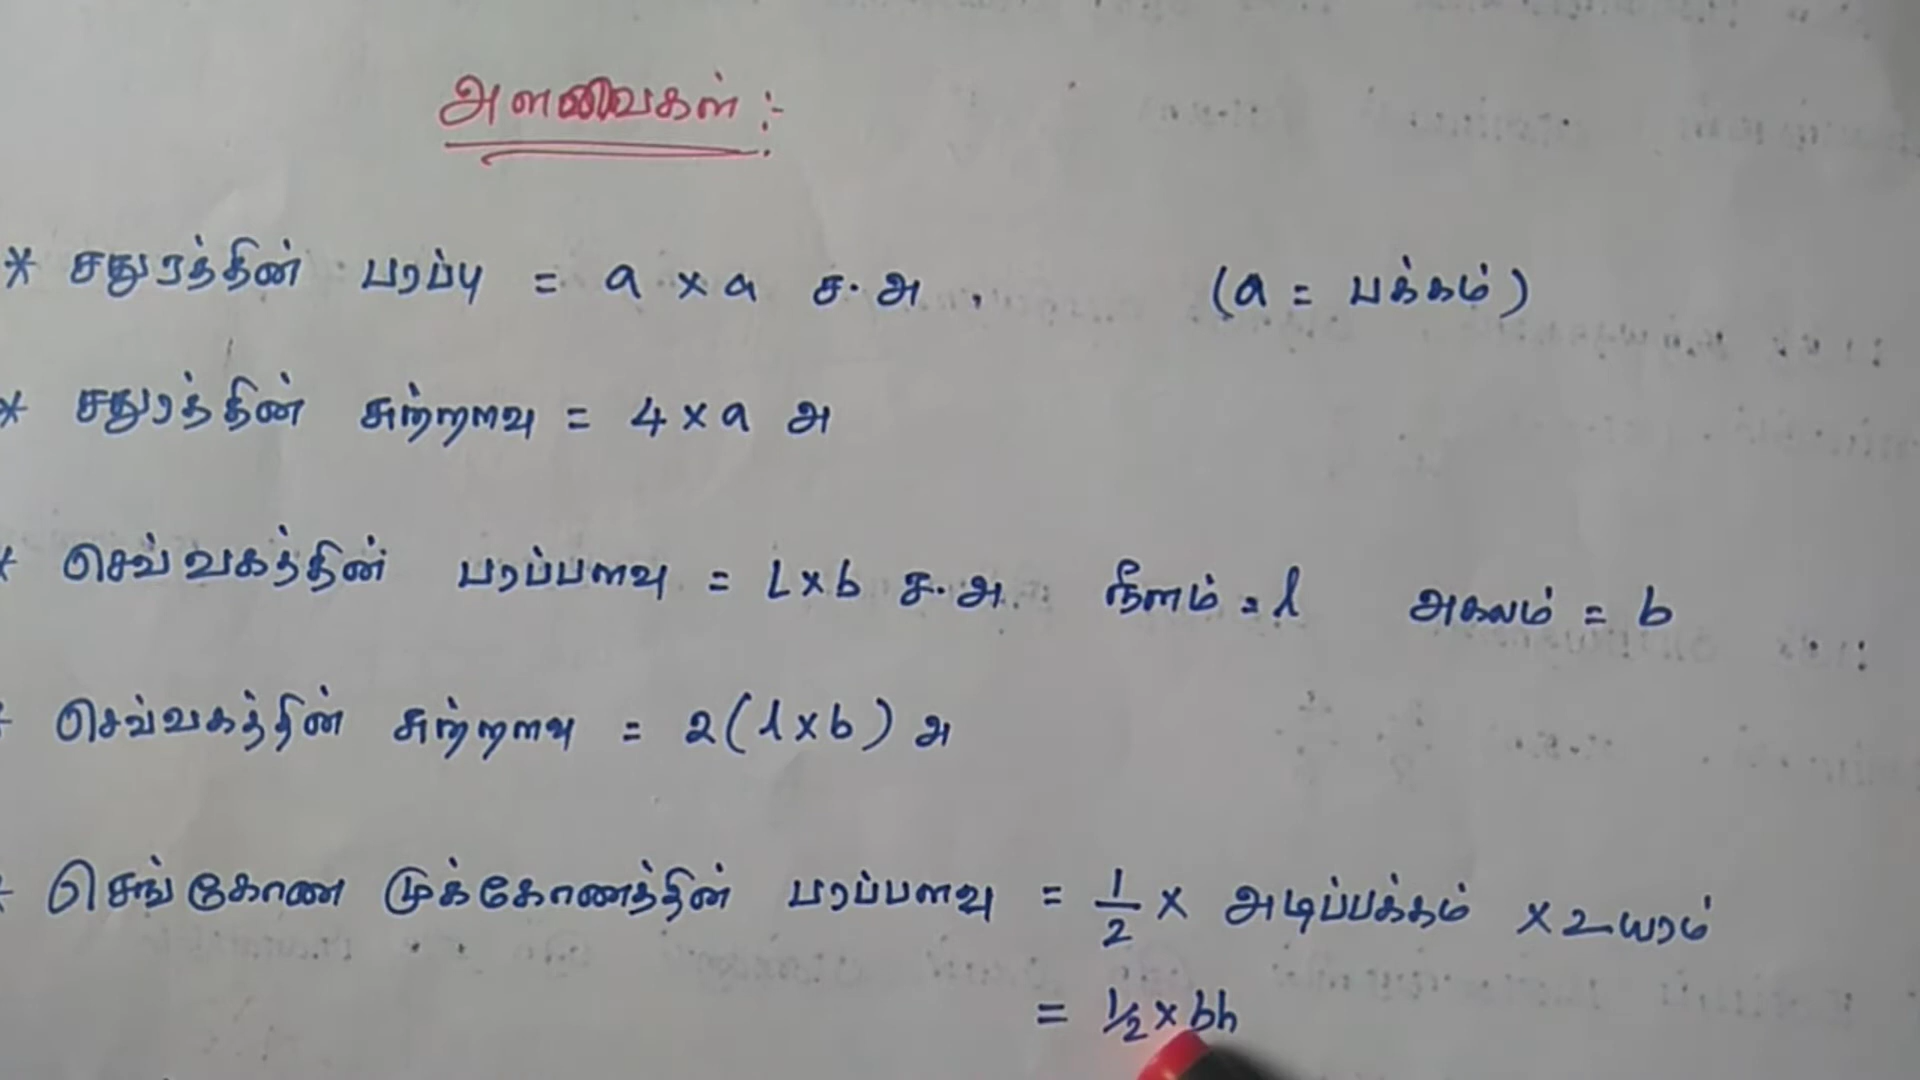 அளவைகள் :-
* சதுரத்தின் பரப்பு = a × a ச.அ. (a = பக்கம்)
* சதுரத்தின் சுற்றளவு = 4 × a அ
* செவ்வகத்தின் பரப்பளவு = L × b ச.அ. நீளம் = l அகலம் = b
* செவ்வகத்தின் சுற்றளவு = 2 (l × b) அ
* செங்கோண முக்கோணத்தின் பரப்பளவு = 1/2 × அடிப்பக்கம் × உயரம்
= 1/2 × bh